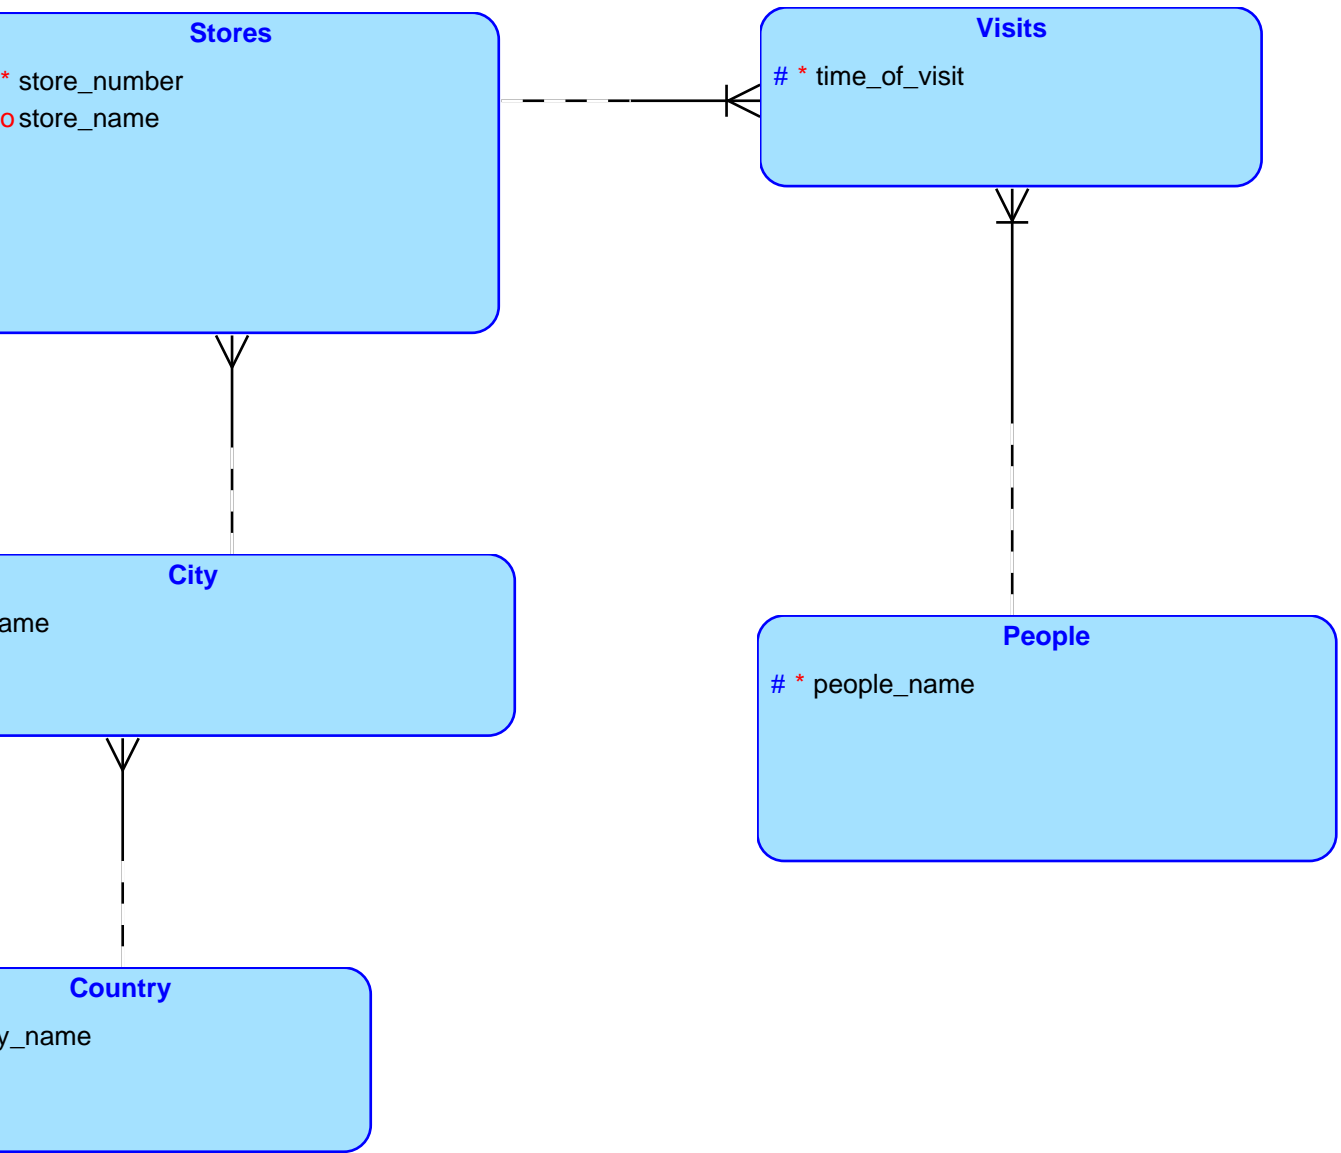 Stores
* store_number
o store_name
Visits
# * time_of_visit
City
ame
People
# * people_name
Country
y_name